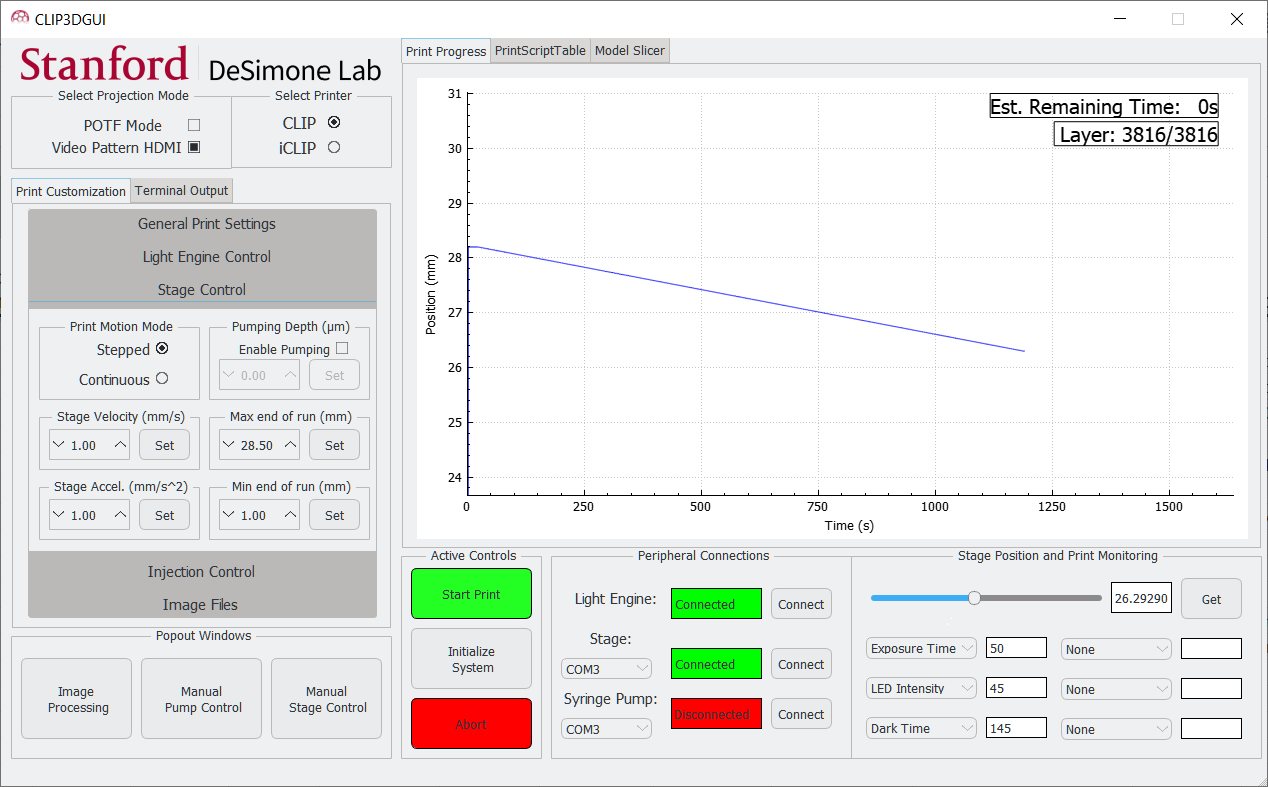 CLIP3DGUI
Stanford DeSimone Lab
Select Projection Mode
POTF Mode
Video Pattern HDMI
Select Printer
CLIP
iCLIP
Print Customization Terminal Output
General Print Settings
Light Engine Control
Stage Control
Print Motion Mode
Stepped
Continuous
Pumping Depth (µm)
Enable Pumping
0.00 Set
Stage Velocity (mm/s)
1.00 Set
Max end of run (mm)
28.50 Set
Stage Accel. (mm/s^2)
1.00 Set
Min end of run (mm)
1.00 Set
Injection Control
Image Files
Popout Windows
Image
Processing
Manual
Pump Control
Manual
Stage Control
Print Progress PrintScriptTable Model Slicer
Est. Remaining Time: 0s
Layer: 3816/3816
Position (mm)
31
30
29
28
27
26
25
24
0 250 500 750 1000 1250 1500
Time (s)
Active Controls
Start Print
Initialize
System
Abort
Peripheral Connections
Light Engine: Connected Connect
Stage:
COM3 Connected Connect
Syringe Pump:
COM3 Disconnected Connect
Stage Position and Print Monitoring
26.29290 Get
Exposure Time 50 None
LED Intensity 45 None
Dark Time 145 None